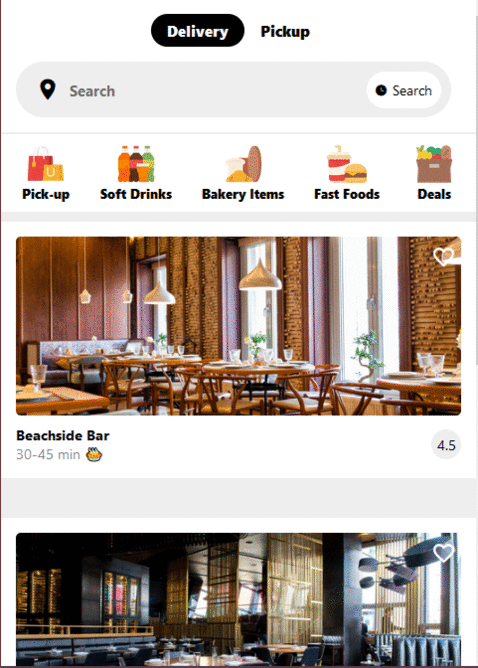 Delivery Pickup
Search Search
Pick-up Soft Drinks Bakery Items Fast Foods Deals
Beachside Bar
30-45 min
4.5